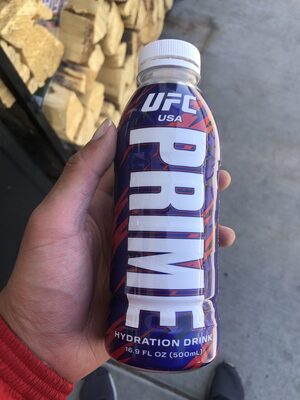 UFC
USA
PRIME
HYDRATION DRINK
16.9 FL OZ (500mL)